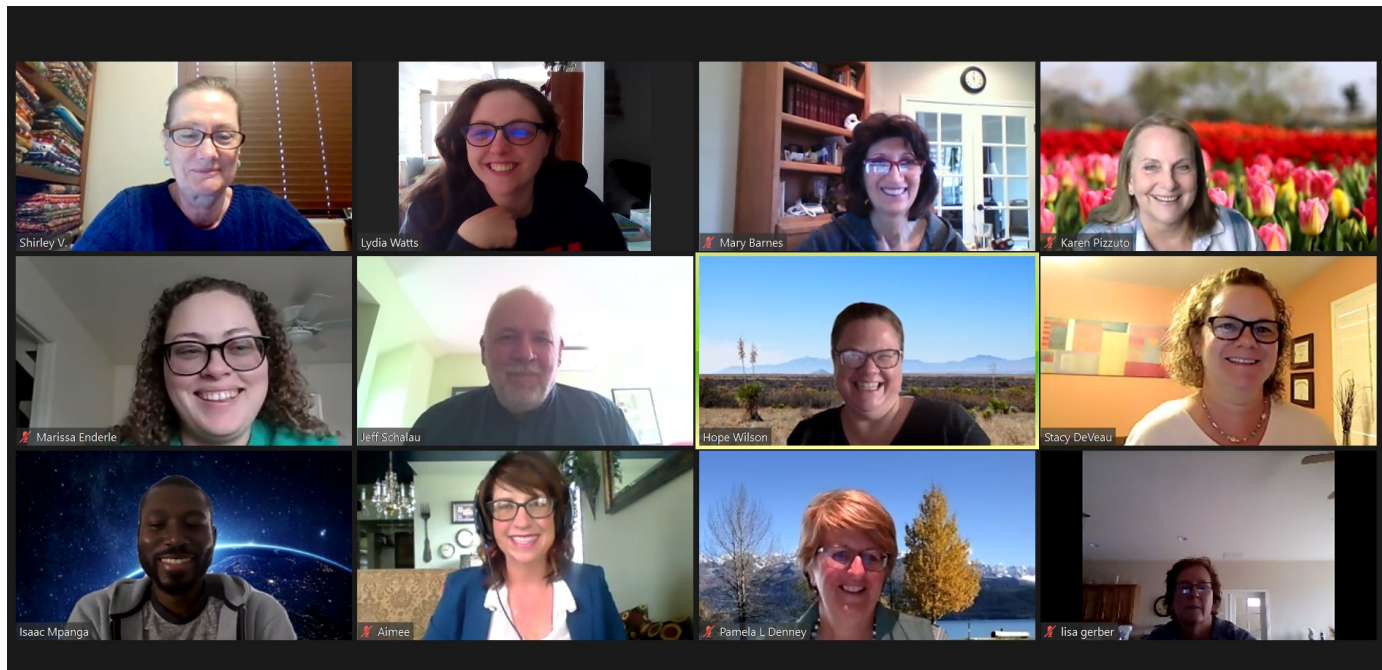 Shirley V.
Lydia Watts
Mary Barnes
Karen Pizzuto
Marissa Enderle
Jeff Schalau
Hope Wilson
Stacy DeVeau
Isaac Mpanga
Aimee
Pamela L Denney
lisa gerber